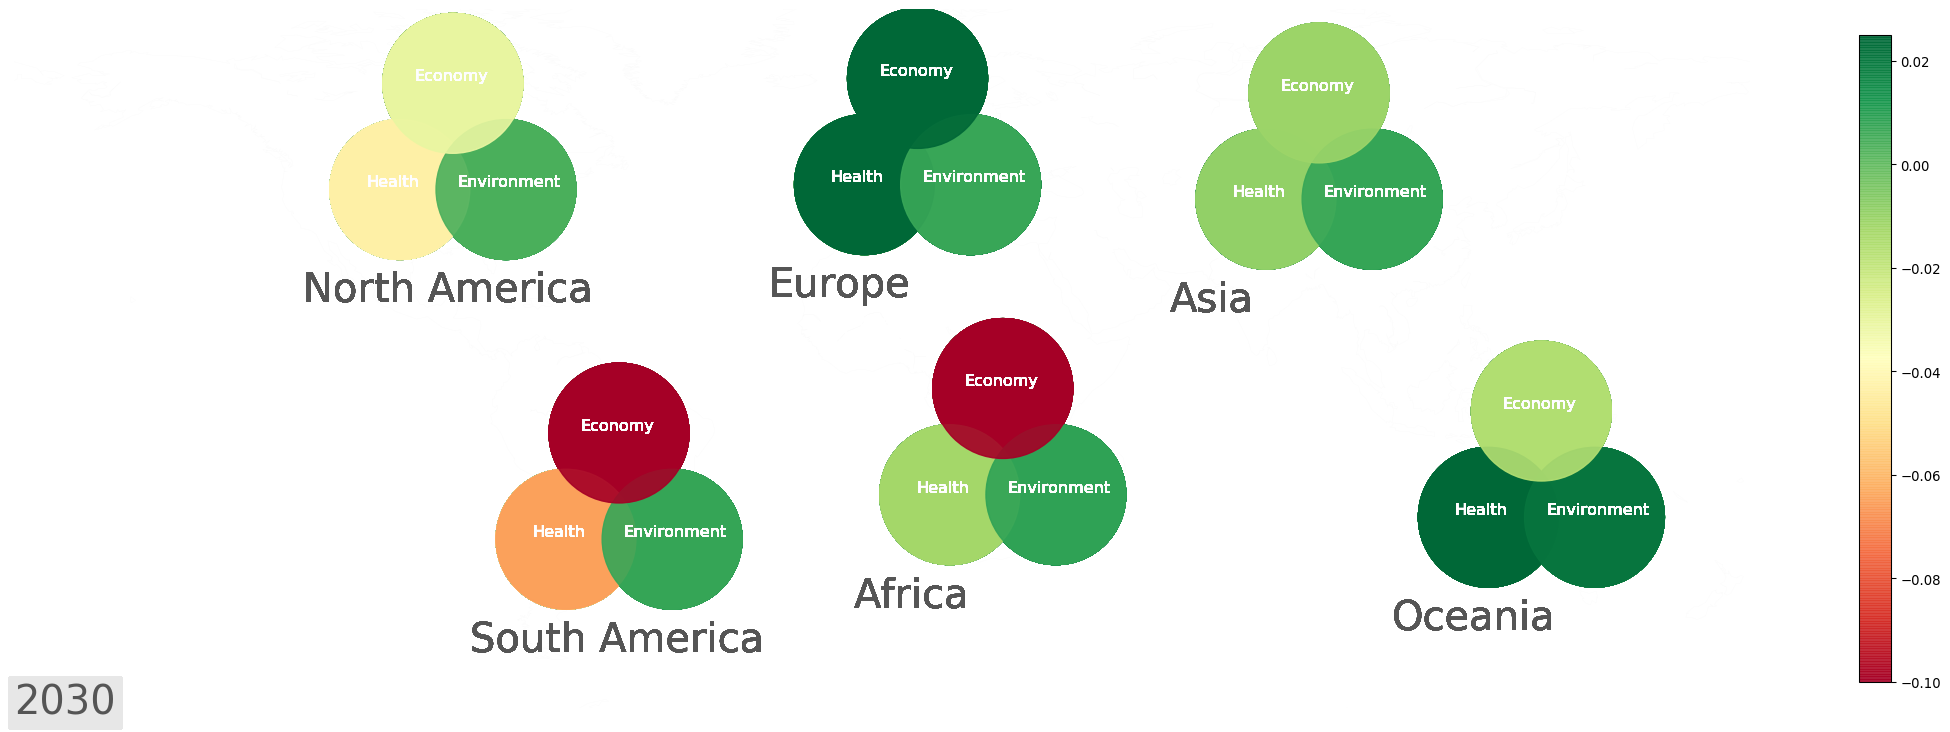 Economy
Health
Environment
North America
Economy
Health
Environment
Europe
Economy
Health
Environment
Asia
Economy
Health
Environment
South America
Economy
Health
Environment
Africa
Economy
Health
Environment
Oceania
0.02
0.00
−0.02
−0.04
−0.06
−0.08
−0.10
2030